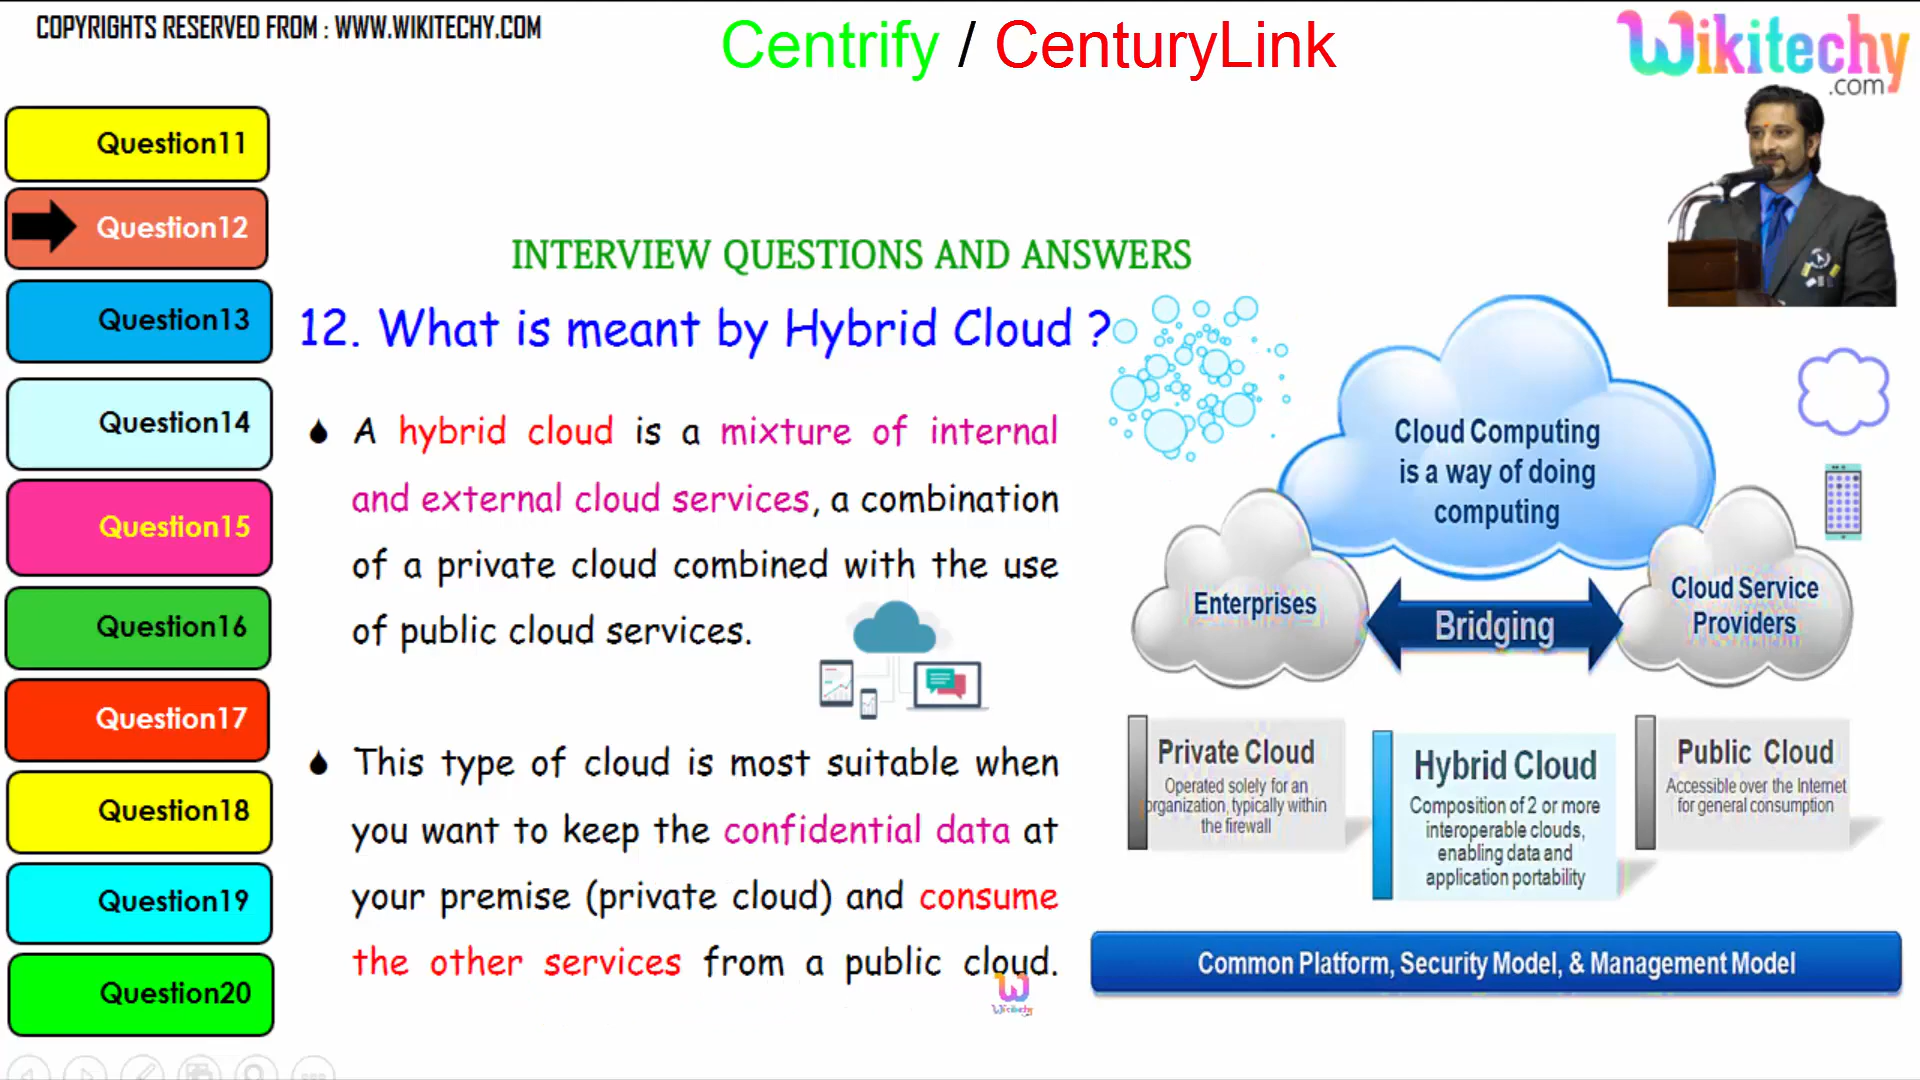 COPYRIGHTS RESERVED FROM : WWW.WIKITECHY.COM
Centrify / CenturyLink
Wikitechy
.com
Question11
Question12
Question13
Question14
Question15
Question16
Question17
Question18
Question19
Question20
INTERVIEW QUESTIONS AND ANSWERS
12. What is meant by Hybrid Cloud ?
A hybrid cloud is a mixture of internal
and external cloud services, a combination
of a private cloud combined with the use
of public cloud services.
This type of cloud is most suitable when
you want to keep the confidential data at
your premise (private cloud) and consume
the other services from a public cloud.
Wikitechy
Cloud Computing
is a way of doing
computing
Enterprises
Bridging
Cloud Service
Providers
Private Cloud
Operated solely for an
organization, typically within
the firewall
Hybrid Cloud
Composition of 2 or more
interoperable clouds,
enabling data and
application portability
Public Cloud
Accessible over the Internet
for general consumption
Common Platform, Security Model, & Management Model